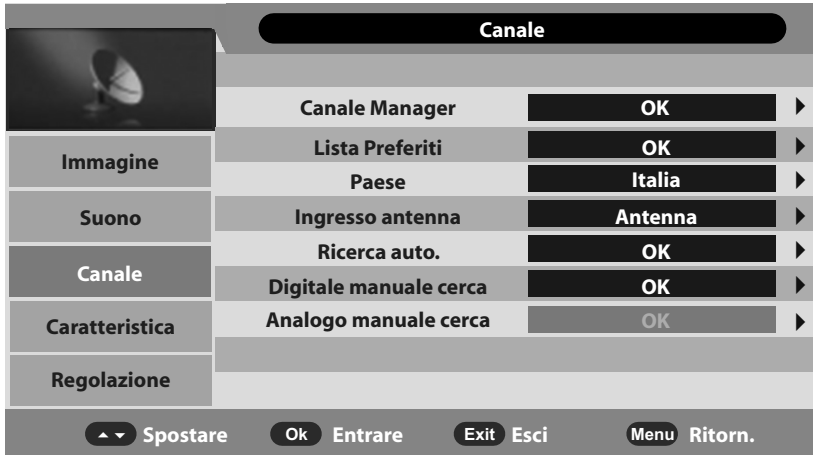 Canale
Canale Manager OK
Lista Preferiti OK
Immagine
Paese Italia
Suono
Ingresso antenna Antenna
Ricerca auto. OK
Canale
Digitale manuale cerca OK
Caratteristica
Analogo manuale cerca OK
Regolazione
Spostare Ok Entrare Exit Esci Menu Ritorn.